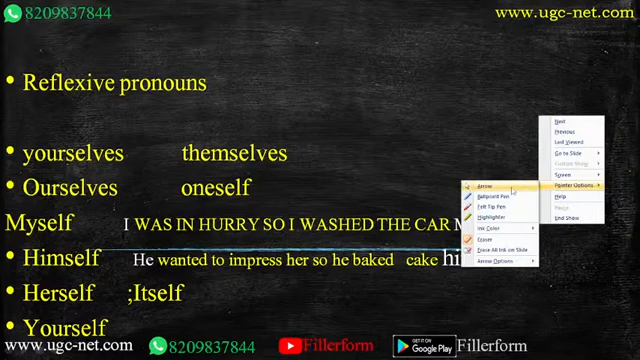 8209837844 www.ugc-net.com
• Reflexive pronouns
• yourselves themselves
• Ourselves oneself
Myself I WAS IN HURRY SO I WASHED THE CAR M
• Himself He wanted to impress her so he baked cake hi
• Herself ;Itself
• Yourself
Next
Previous
Last Viewed
Go to Slide
Custom Show
Screen
Pointer Options
Help
Pause
End Show
Arrow
Ballpoint Pen
Felt Tip Pen
Highlighter
Ink Color
Eraser
Erase All Ink on Slide
Arrow Options
www.ugc-net.com 8209837844 Fillerform GET IT ON Google Play Fillerform